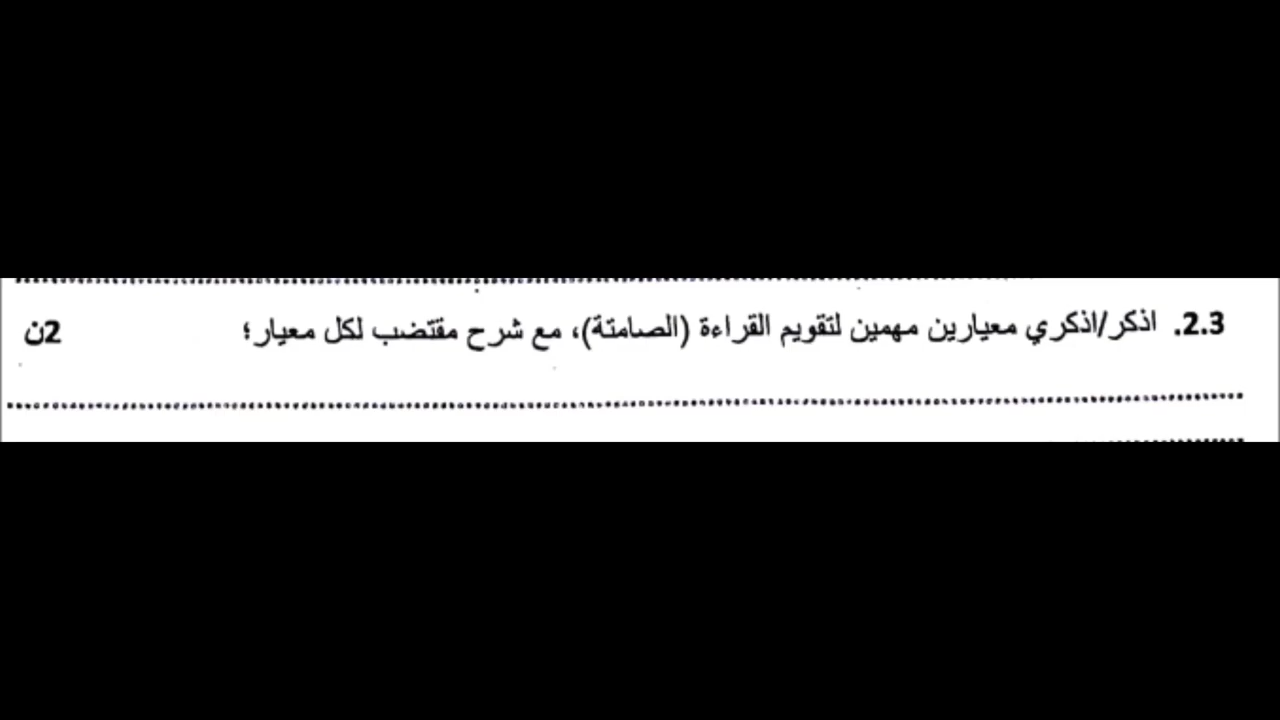 2.3. اذكر/اذكري معيارين مهمين لتقويم القراءة (الصامتة)، مع شرح مقتضب لكل معيار؛ 2ن